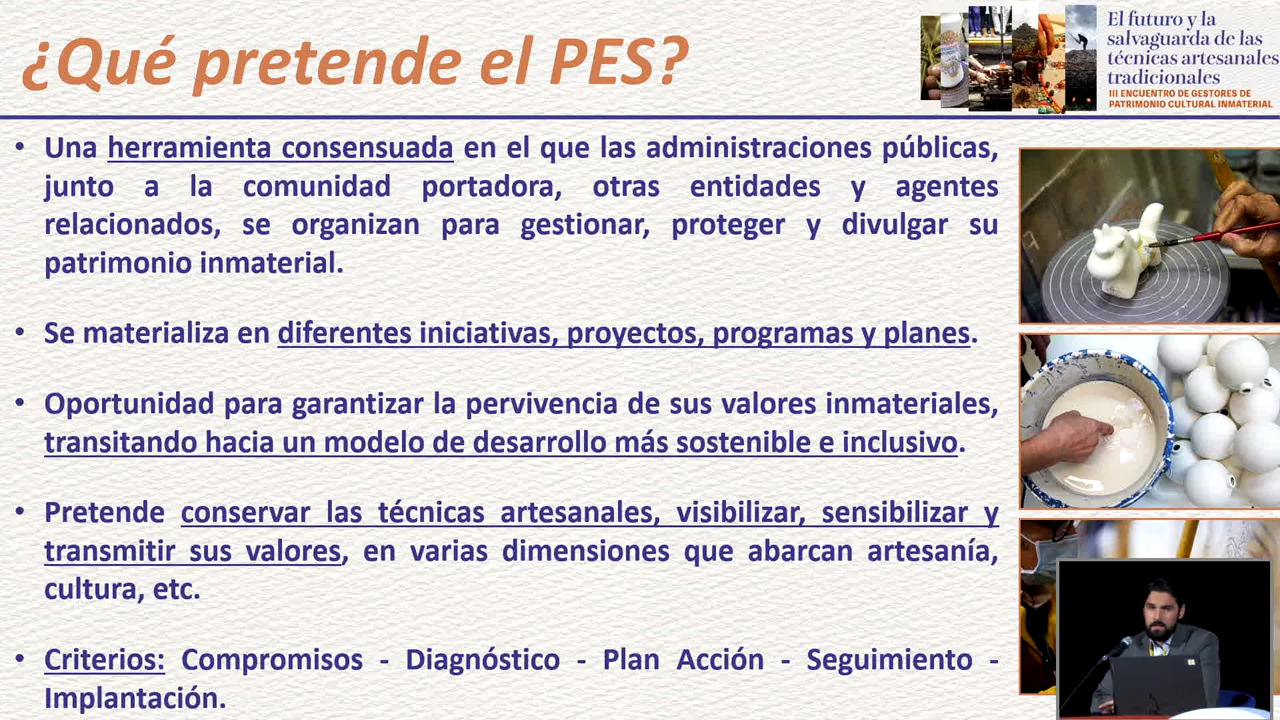 ¿Qué pretende el PES?
El futuro y la
salvaguarda de las
técnicas artesanales
tradicionales
III ENCUENTRO DE GESTORES DE
PATRIMONIO CULTURAL INMATERIAL
• Una herramienta consensuada en el que las administraciones públicas,
junto a la comunidad portadora, otras entidades y agentes
relacionados, se organizan para gestionar, proteger y divulgar su
patrimonio inmaterial.
• Se materializa en diferentes iniciativas, proyectos, programas y planes.
• Oportunidad para garantizar la pervivencia de sus valores inmateriales,
transitando hacia un modelo de desarrollo más sostenible e inclusivo.
• Pretende conservar las técnicas artesanales, visibilizar, sensibilizar y
transmitir sus valores, en varias dimensiones que abarcan artesanía,
cultura, etc.
• Criterios: Compromisos - Diagnóstico - Plan Acción - Seguimiento -
Implantación.